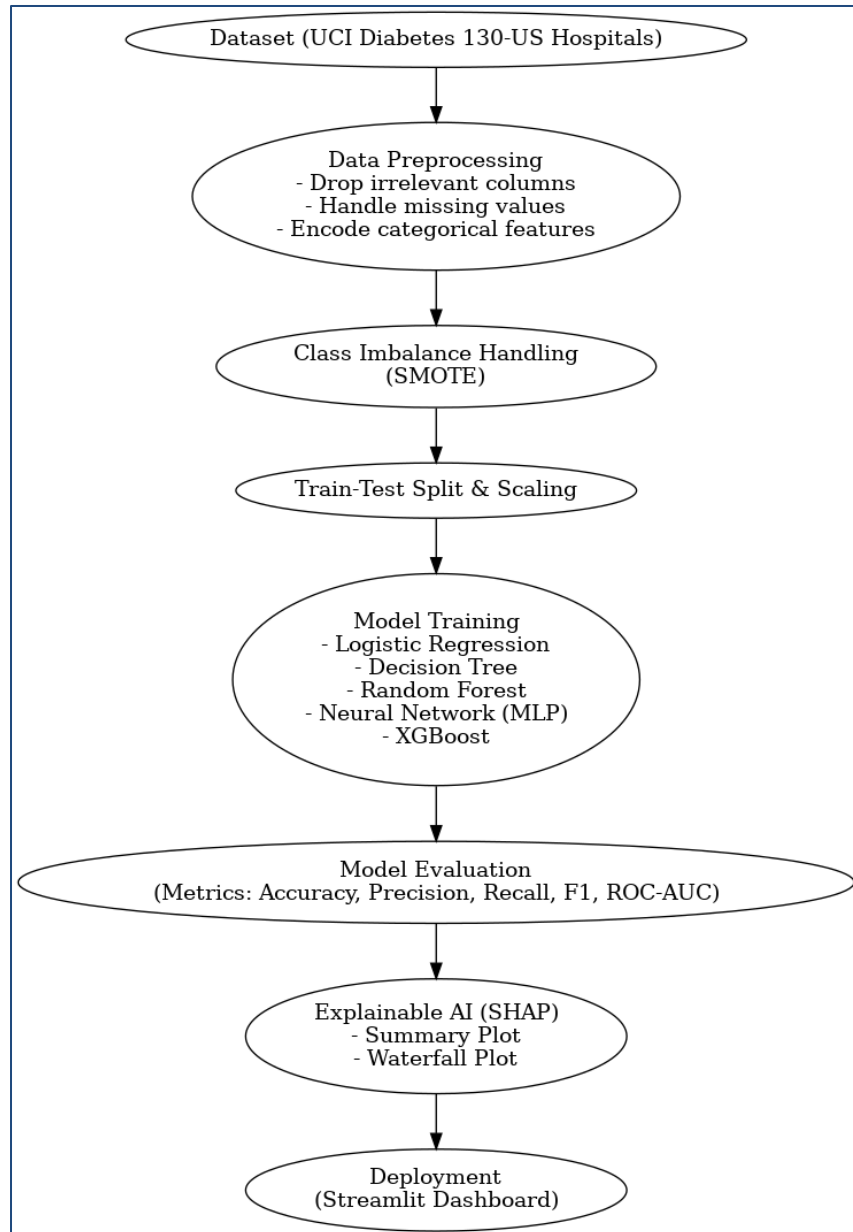 Dataset (UCI Diabetes 130-US Hospitals)
Data Preprocessing
- Drop irrelevant columns
- Handle missing values
- Encode categorical features
Class Imbalance Handling
(SMOTE)
Train-Test Split & Scaling
Model Training
- Logistic Regression
- Decision Tree
- Random Forest
- Neural Network (MLP)
- XGBoost
Model Evaluation
(Metrics: Accuracy, Precision, Recall, F1, ROC-AUC)
Explainable AI (SHAP)
- Summary Plot
- Waterfall Plot
Deployment
(Streamlit Dashboard)